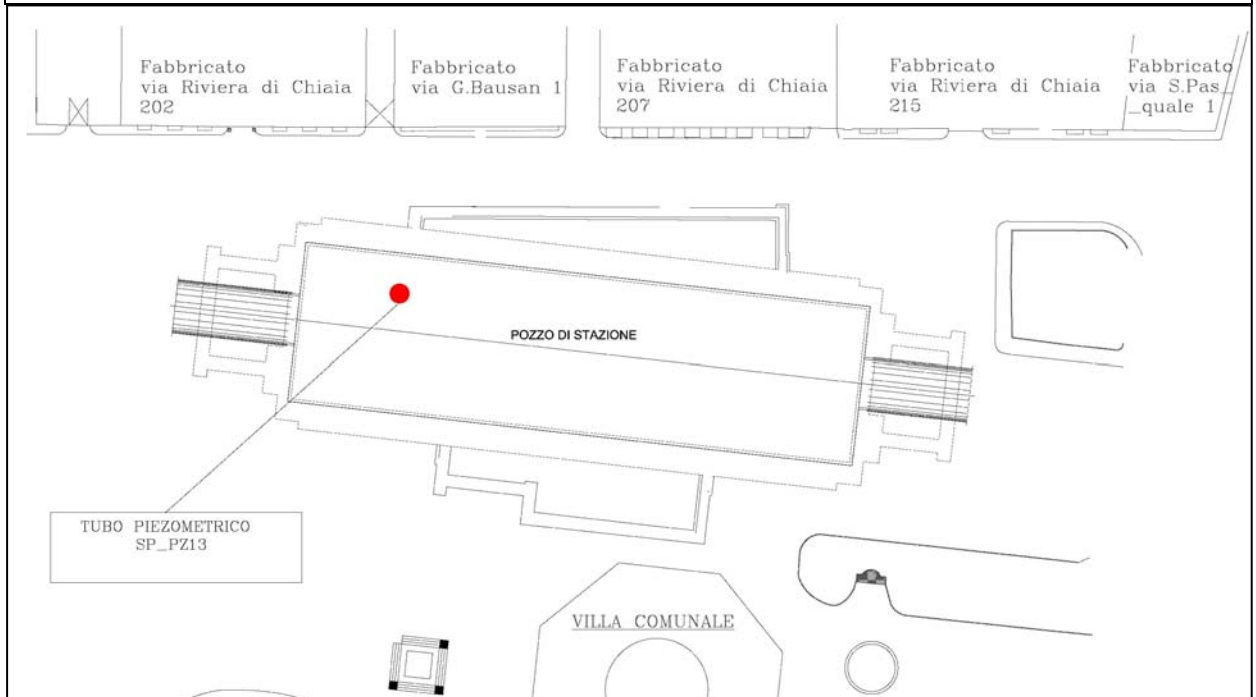 Fabbricato
via Riviera di Chiaia
202
Fabbricato
via G.Bausan 1
Fabbricato
via Riviera di Chiaia
207
Fabbricato
via Riviera di Chiaia
215
Fabbricato
via S.Pas_
_quale 1
POZZO DI STAZIONE
TUBO PIEZOMETRICO
SP_PZ13
VILLA COMUNALE